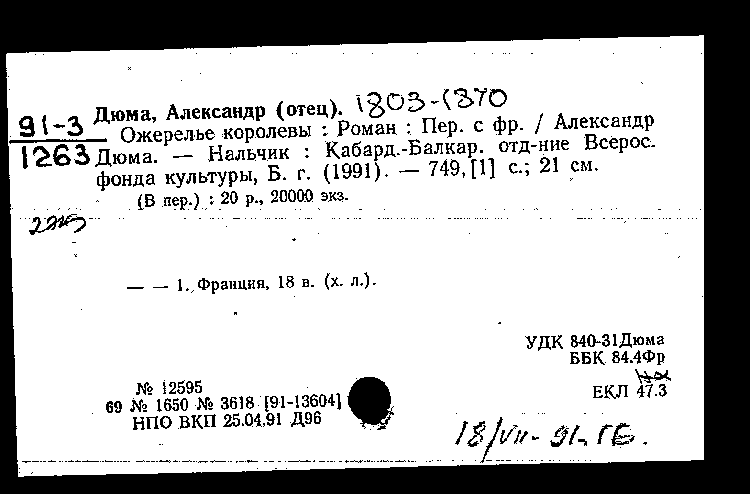 Дюма, Александр (отец). 1803-1870
91-3 Ожерелье королевы : Роман : Пер. с фр. / Александр
1263 Дюма. — Нальчик : Кабард.-Балкар. отд-ние Всерос.
фонда культуры, Б. г. (1991). — 749, [1] с.; 21 см.
(В пер.) : 20 р., 20000 экз.
— — 1. Франция, 18 в. (х. л.).
УДК 840-31Дюма
ББК 84.4Фр
ЕКЛ 47.3
№ 12595
69 № 1650 № 3618 [91-13604]
НПО ВКП 25.04.91 Д96
18/VII- 91 ГБ.